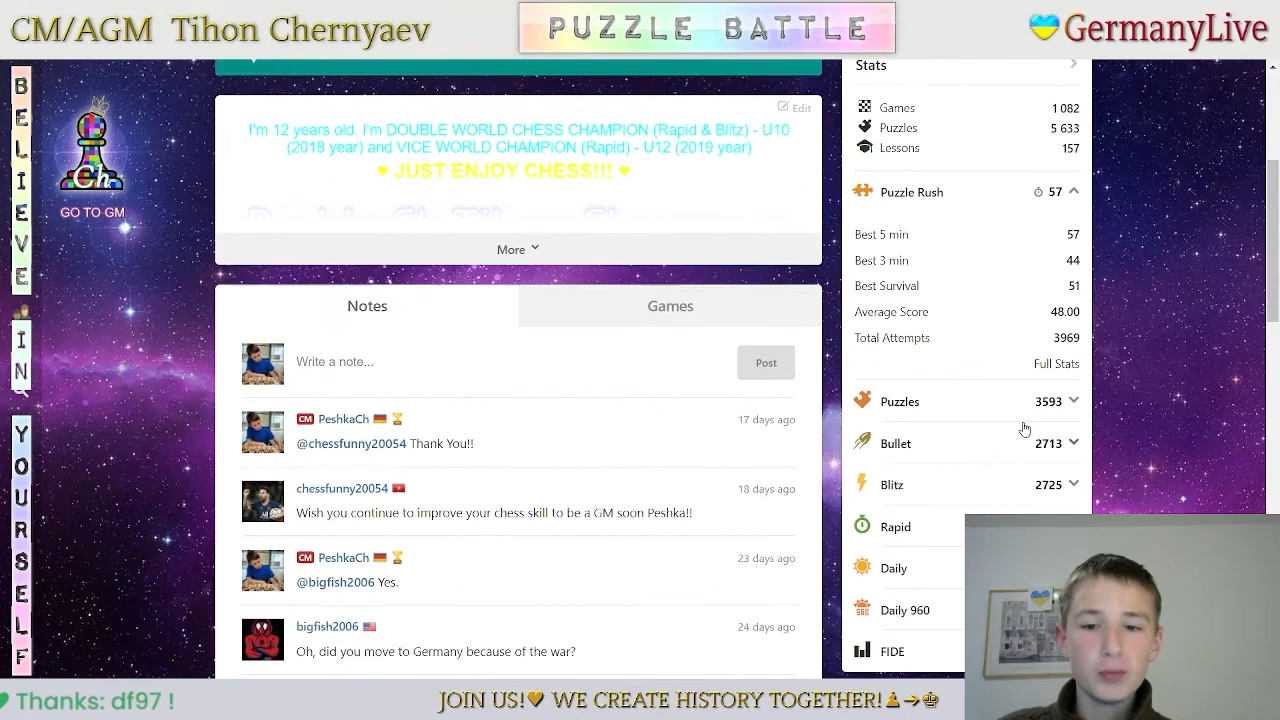 CM/AGM Tihon Chernyaev
PUZZLE BATTLE
GermanyLive
BELIEVE
IN
YOURSELF
Ch
GO TO GM
Edit
I'm 12 years old. I'm DOUBLE WORLD CHESS CHAMPION (Rapid & Blitz) - U10
(2018 year) and VICE WORLD CHAMPION (Rapid) - U12 (2019 year)
♥ JUST ENJOY CHESS!!! ♥
More
Notes
Games
Write a note...
Post
CM PeshkaCh
17 days ago
@chessfunny20054 Thank You!!
chessfunny20054
18 days ago
Wish you continue to improve your chess skill to be a GM soon Peshka!!
CM PeshkaCh
23 days ago
@bigfish2006 Yes.
bigfish2006
24 days ago
Oh, did you move to Germany because of the war?
Stats
Games 1 082
Puzzles 5 633
Lessons 157
Puzzle Rush 57
Best 5 min 57
Best 3 min 44
Best Survival 51
Average Score 48.00
Total Attempts 3969
Full Stats
Puzzles 3593
Bullet 2713
Blitz 2725
Rapid
Daily
960
Daily 960
FIDE
Thanks: df97 !
JOIN US!🧡 WE CREATE HISTORY TOGETHER!♟→♚